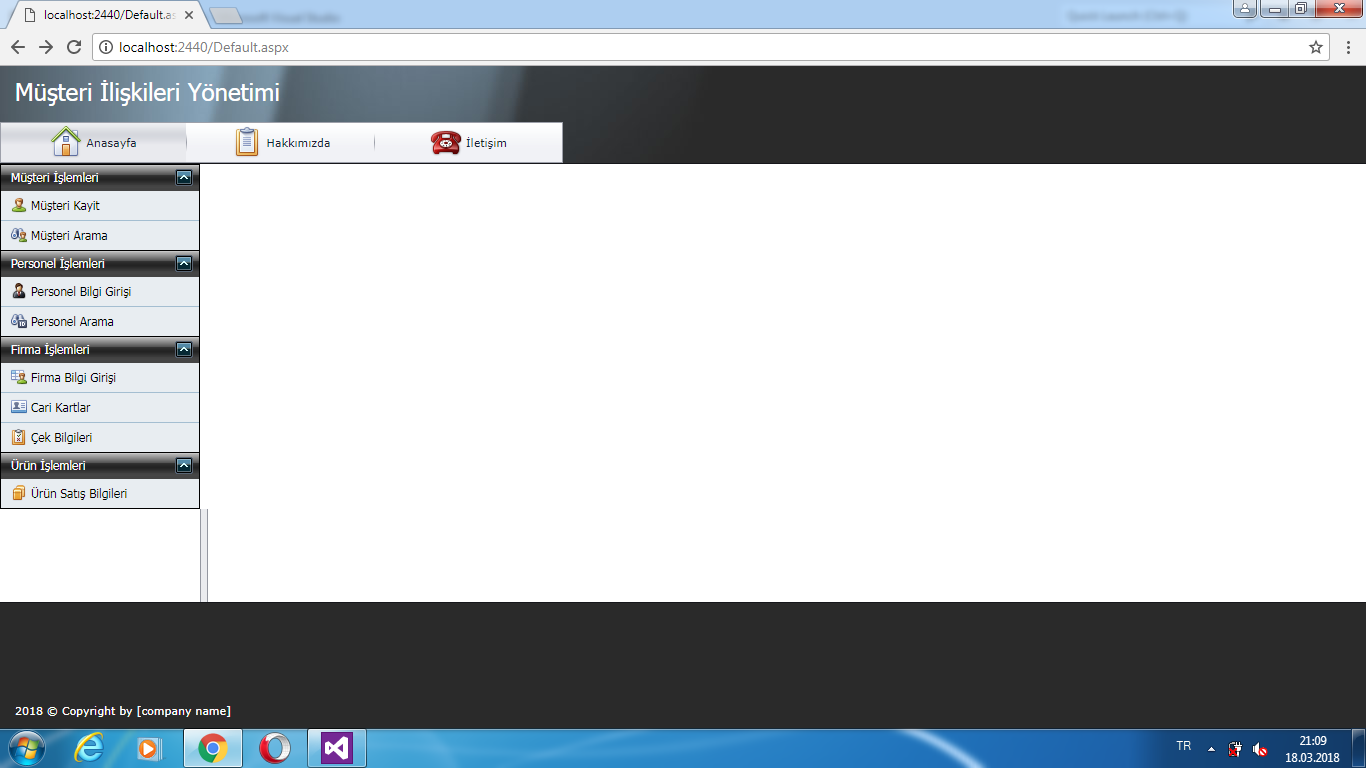 localhost:2440/Default.as
localhost:2440/Default.aspx
Müşteri İlişkileri Yönetimi
Anasayfa
Hakkımızda
İletişim
Müşteri İşlemleri
Müşteri Kayit
Müşteri Arama
Personel İşlemleri
Personel Bilgi Girişi
Personel Arama
Firma İşlemleri
Firma Bilgi Girişi
Cari Kartlar
Çek Bilgileri
Ürün İşlemleri
Ürün Satış Bilgileri
2018 © Copyright by [company name]
TR
21:09
18.03.2018